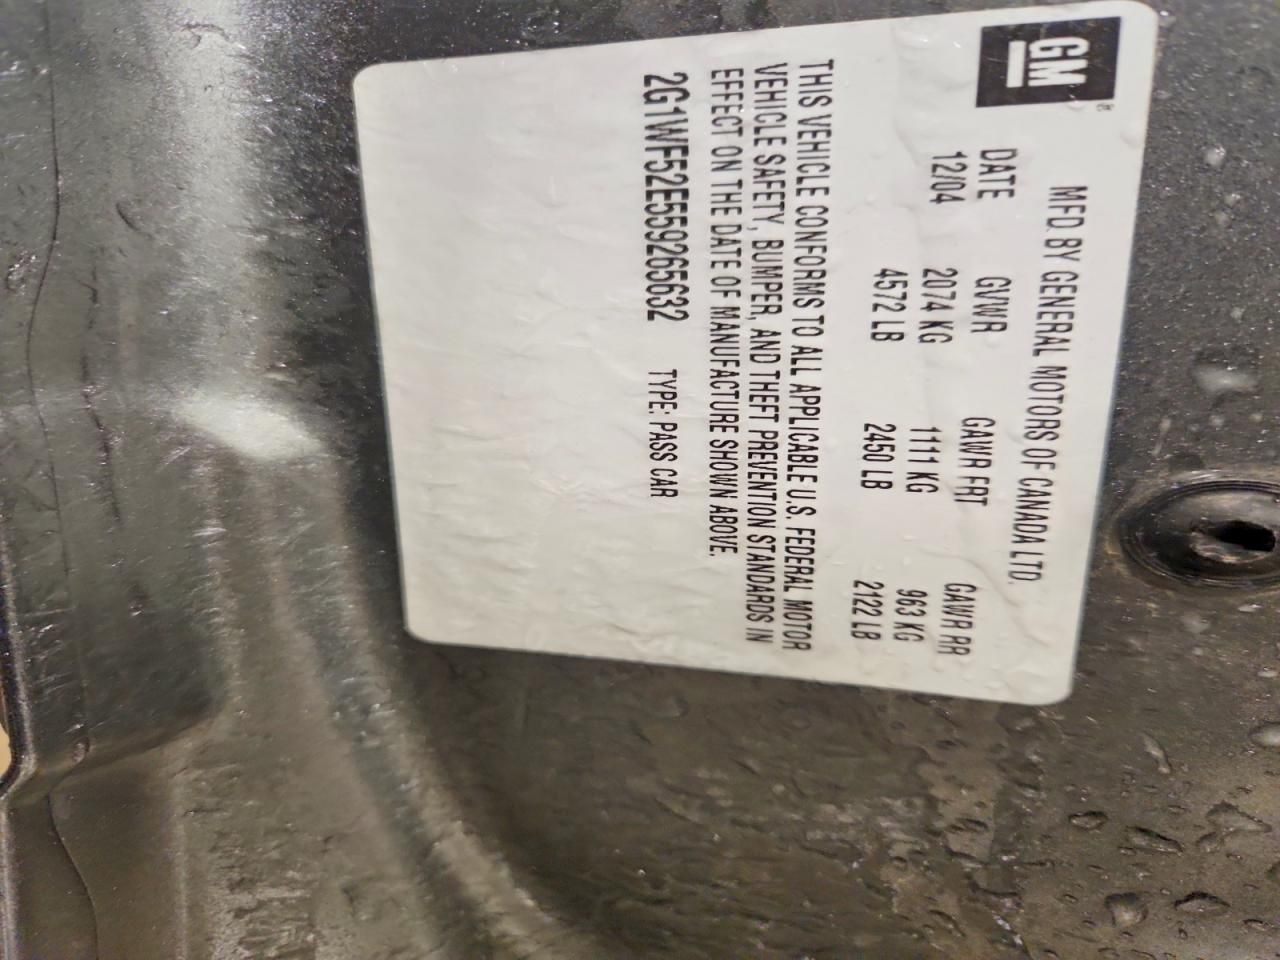 GM®
MFD. BY GENERAL MOTORS OF CANADA LTD.
DATE GVWR GAWR FRT GAWR RR
12/04 2074 KG 1111 KG 963 KG
4572 LB 2450 LB 2122 LB
THIS VEHICLE CONFORMS TO ALL APPLICABLE U.S. FEDERAL MOTOR
VEHICLE SAFETY, BUMPER, AND THEFT PREVENTION STANDARDS IN
EFFECT ON THE DATE OF MANUFACTURE SHOWN ABOVE.
2G1WF52E559265632 TYPE: PASS CAR